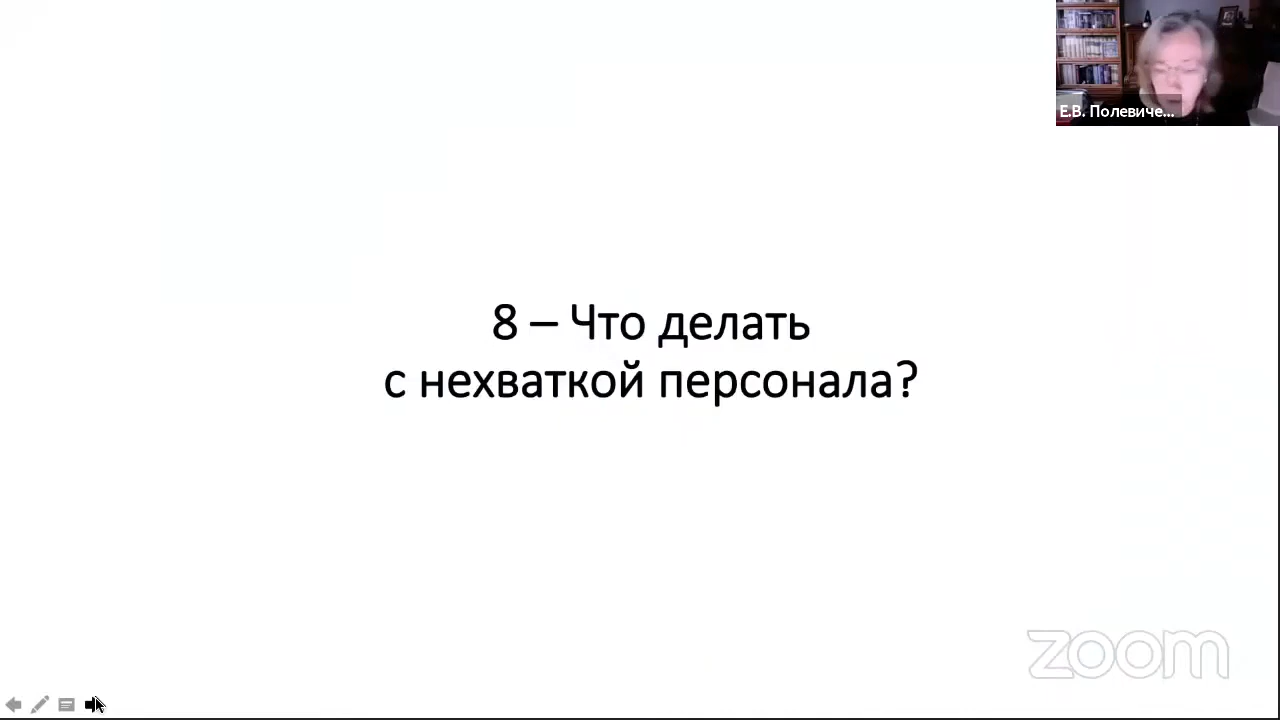 Е.В. Полевиче...
8 – Что делать
с нехваткой персонала?
zoom